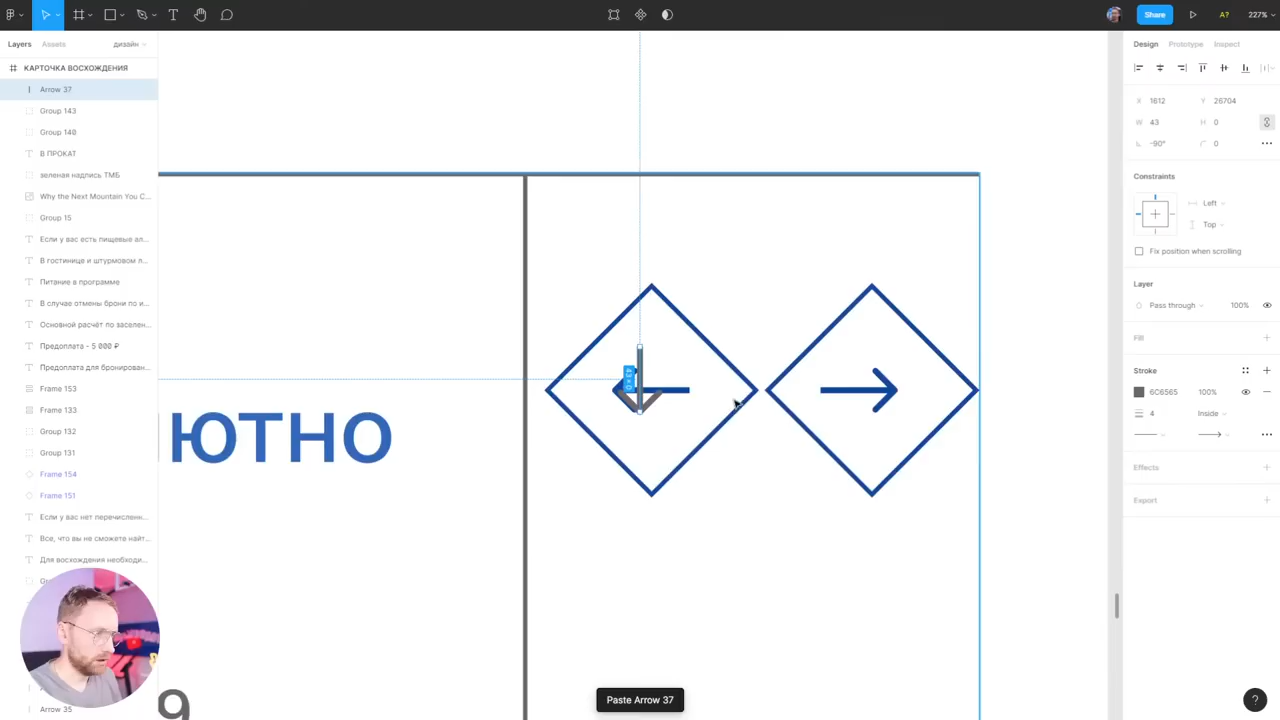 Share
A?
227%
Layers
Assets
дизайн
КАРТОЧКА ВОСХОЖДЕНИЯ
Arrow 37
Group 143
Group 140
В ПРОКАТ
зеленая надпись ТМБ
Why the Next Mountain You C...
Group 15
Если у вас есть пищевые ал...
В гостинице и штурмовом л...
Питание в программе
В случае отмены брони по и...
Основной расчёт по заселен...
Предоплата - 5 000 ₽
Предоплата для бронирован...
Frame 153
Frame 133
Group 132
Group 131
Frame 154
Frame 151
Если у вас нет перечисленн...
Все, что вы не сможете найт...
Для восхождения необходи...
Arrow 35
ЮТНО
9
43 x 0
Paste Arrow 37
Design
Prototype
Inspect
X 1612 Y 26704
W 43 H 0
-90° 0
Constraints
Left
Top
Fix position when scrolling
Layer
Pass through 100%
Fill
Stroke
6C6565 100%
4 Inside
Effects
Export
?